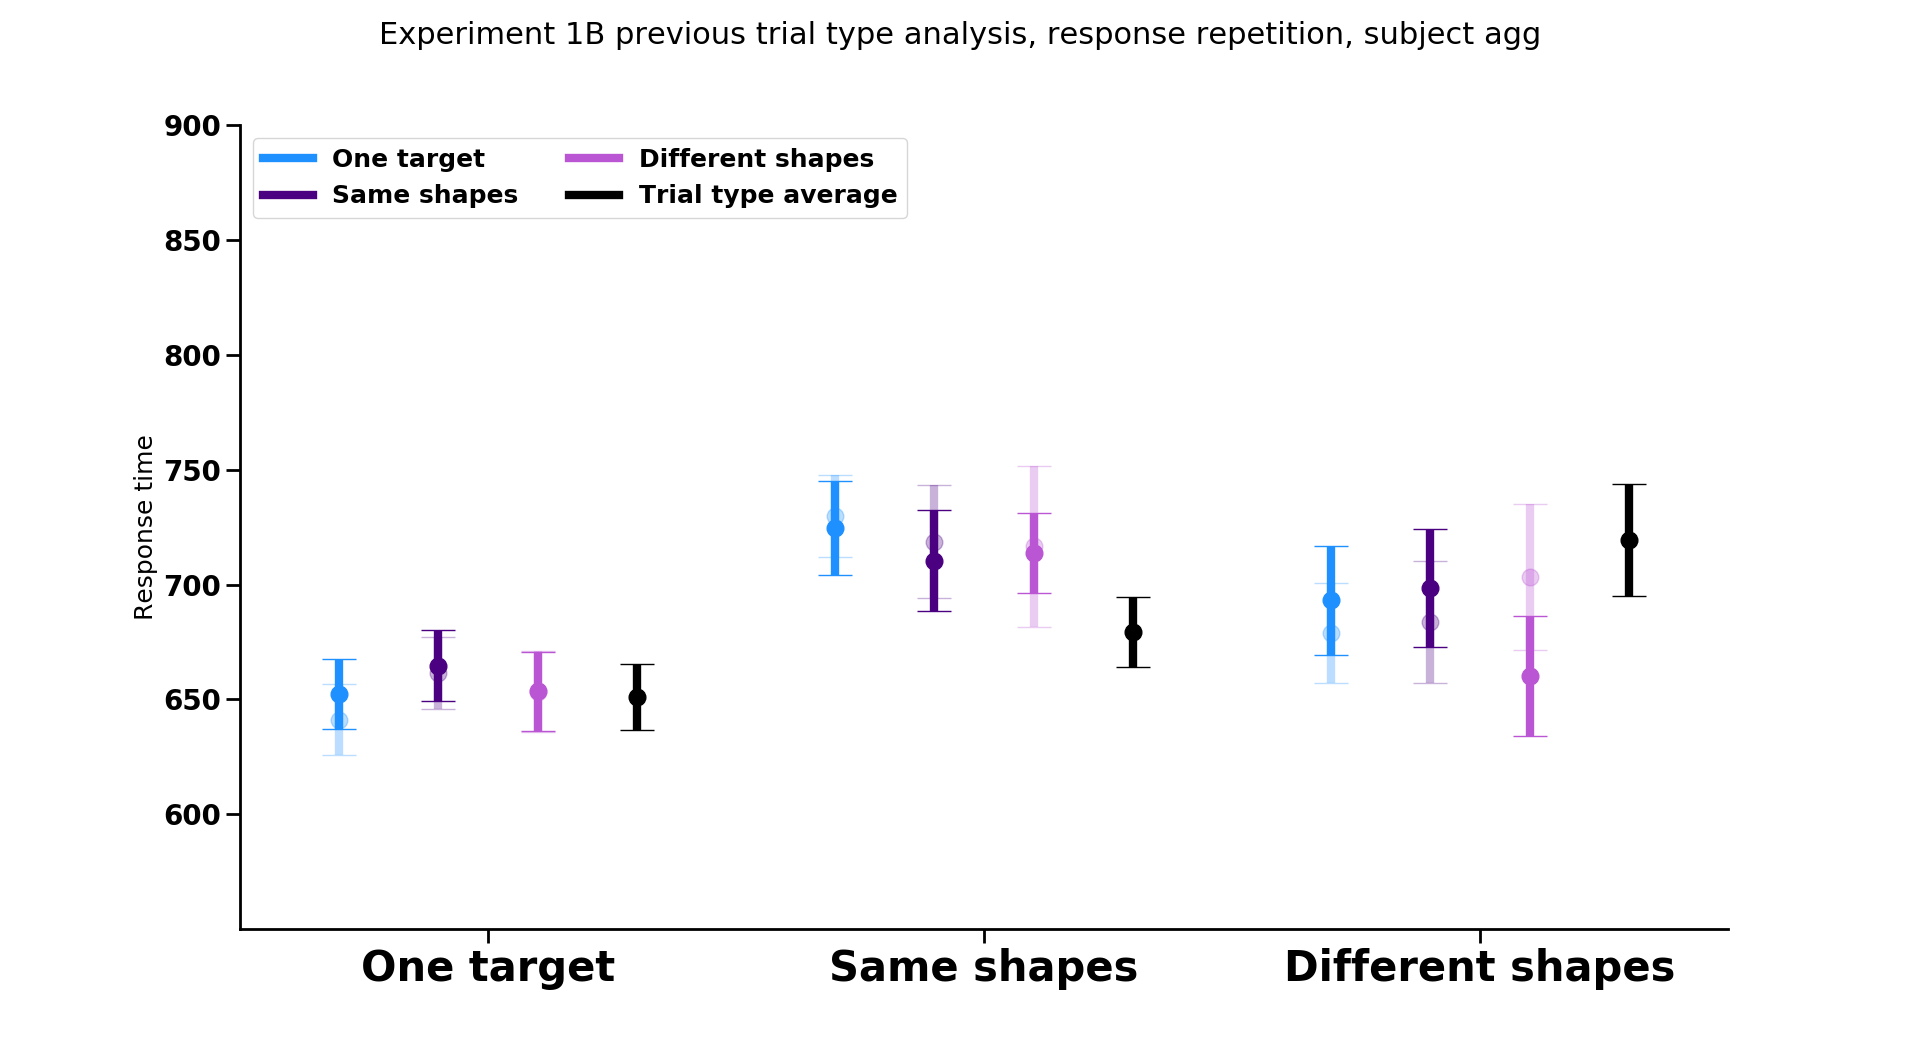 Experiment 1B previous trial type analysis, response repetition, subject agg
900
850
800
750
700
650
600
Response time
One target
Same shapes
Different shapes
Trial type average
One target
Same shapes
Different shapes